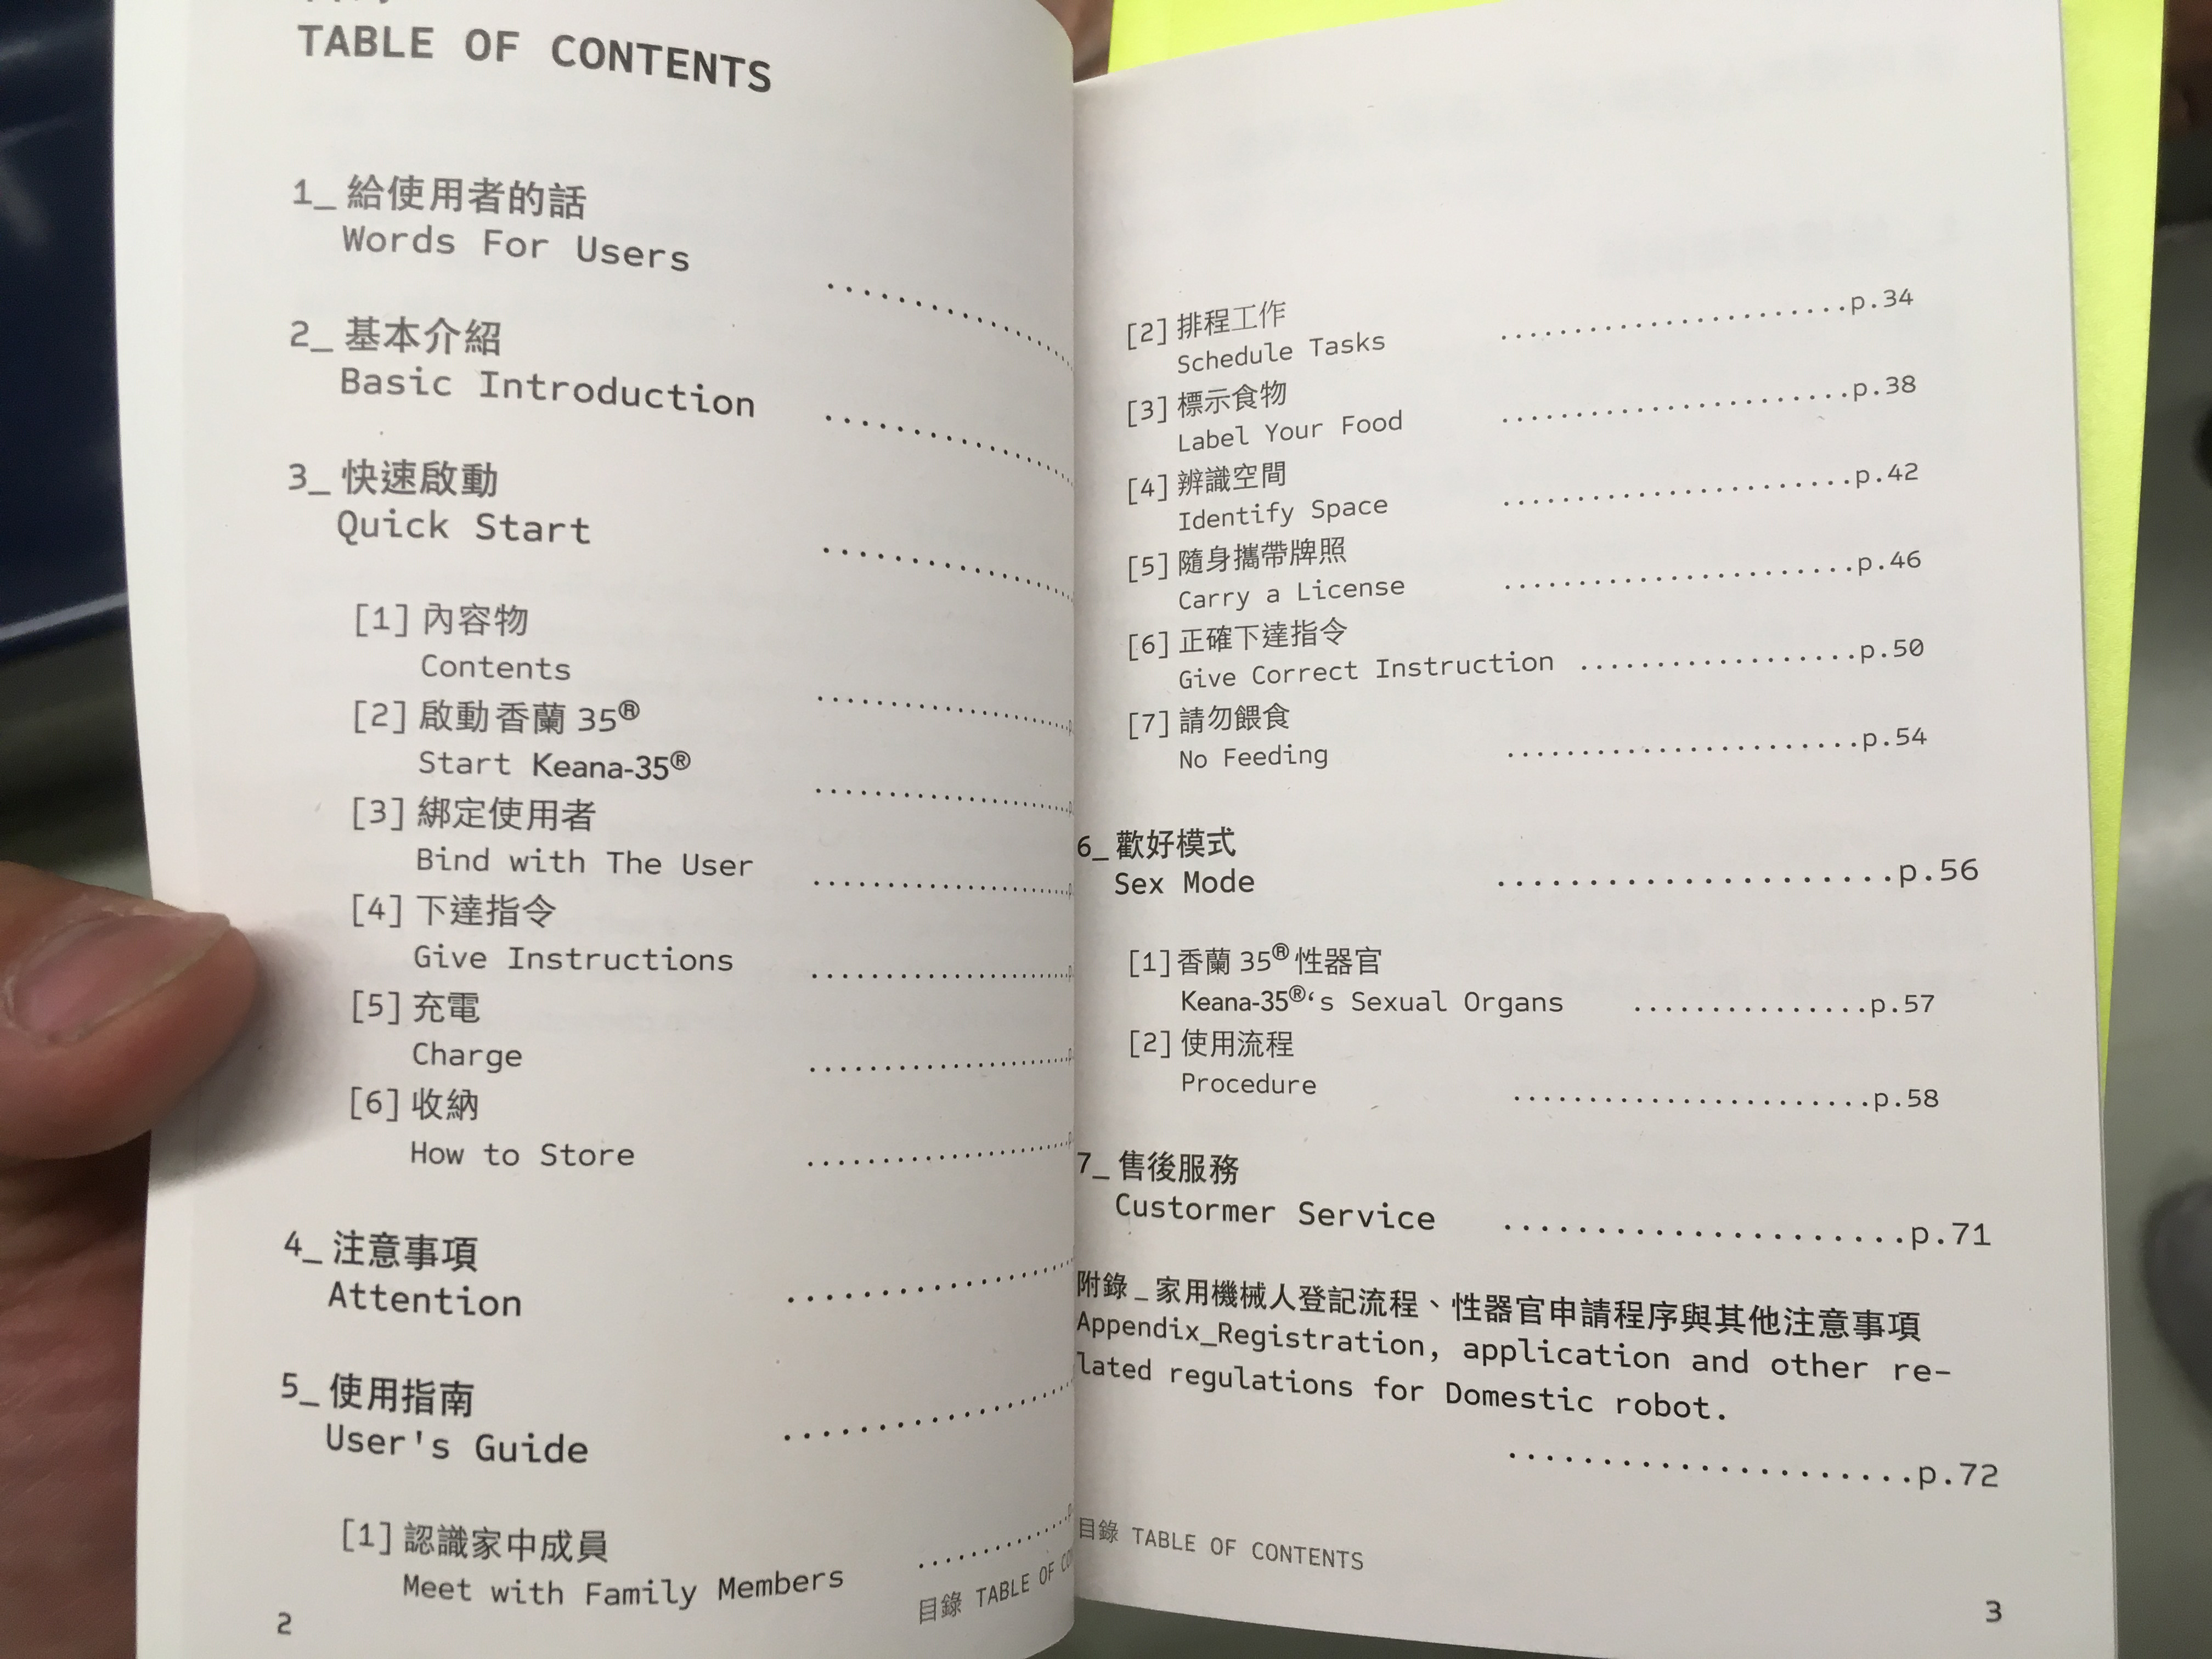 TABLE OF CONTENTS
1_ 給使用者的話
Words For Users
..................
2_ 基本介紹
Basic Introduction
..................
3_ 快速啟動
Quick Start
..................
[1] 內容物
Contents
..................
[2] 啟動香蘭 35®
Start Keana-35®
..................
[3] 綁定使用者
Bind with The User
..................
[4] 下達指令
Give Instructions
..................
[5] 充電
Charge
..................
[6] 收納
How to Store
..................
4_ 注意事項
Attention
..................
5_ 使用指南
User's Guide
..................
[1] 認識家中成員
Meet with Family Members
..................
目錄 TABLE OF
2
[2] 排程工作
Schedule Tasks .......................p.34
[3] 標示食物
Label Your Food .......................p.38
[4] 辨識空間
Identify Space .......................p.42
[5] 隨身攜帶牌照
Carry a License .......................p.46
[6] 正確下達指令
Give Correct Instruction ..................p.50
[7] 請勿餵食
No Feeding .......................p.54
6_ 歡好模式
Sex Mode .....................p.56
[1] 香蘭 35® 性器官
Keana-35®‘s Sexual Organs ...............p.57
[2] 使用流程
Procedure .......................p.58
7_ 售後服務
Custormer Service .....................p.71
附錄 _ 家用機械人登記流程、性器官申請程序與其他注意事項
Appendix_Registration, application and other re-
lated regulations for Domestic robot.
.....................p.72
目錄 TABLE OF CONTENTS
3